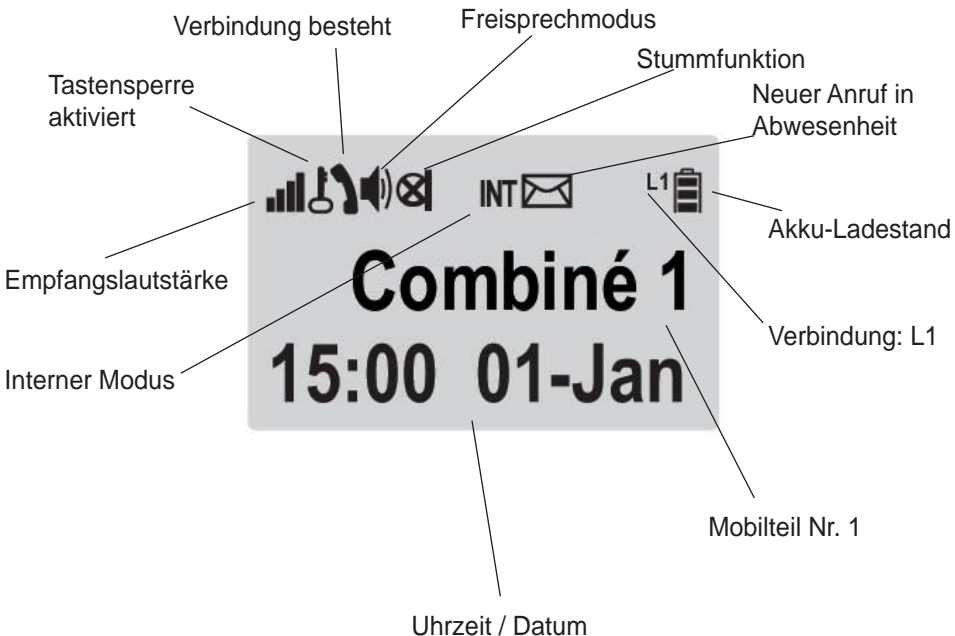 Freisprechmodus
Verbindung besteht
Stummfunktion
Tastensperre
aktiviert
Neuer Anruf in
Abwesenheit
INT
L1
Akku-Ladestand
Empfangslautstärke
Combiné 1
Verbindung: L1
Interner Modus
15:00 01-Jan
Mobilteil Nr. 1
Uhrzeit / Datum